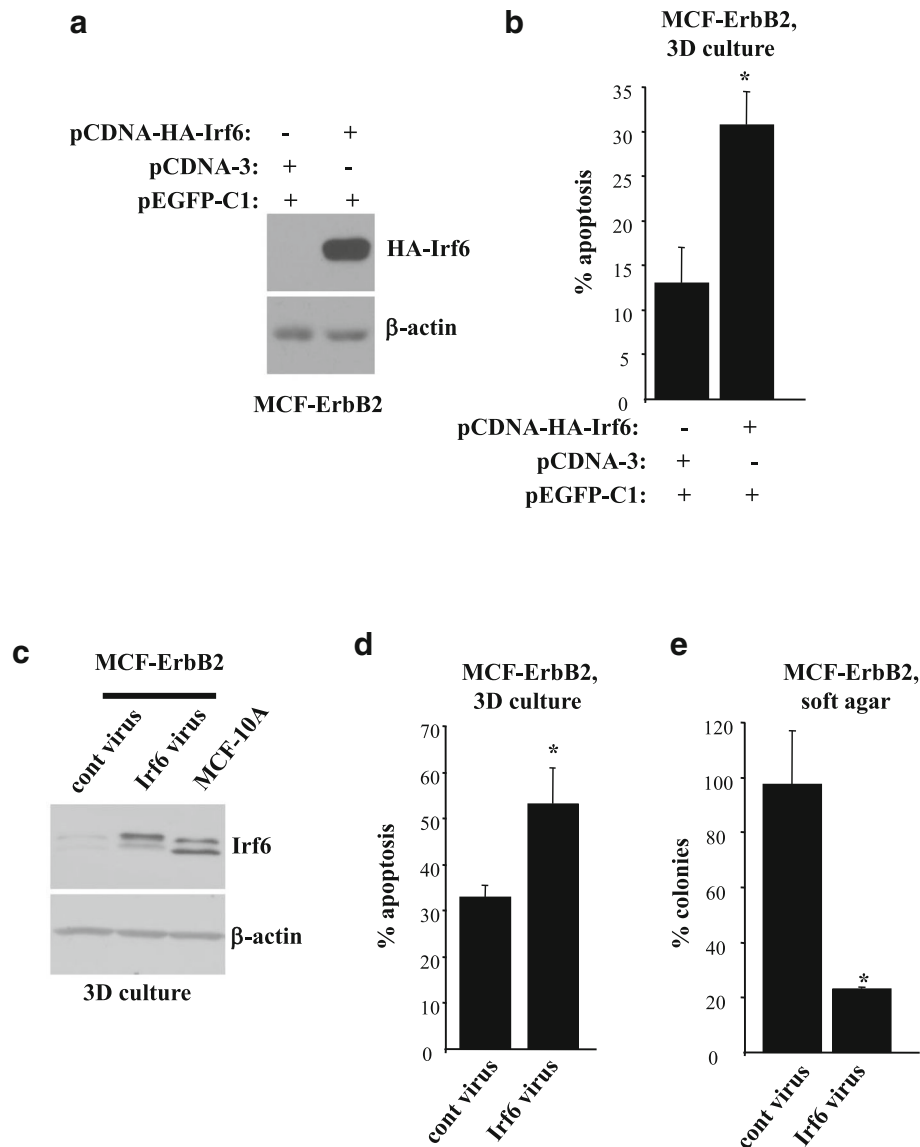 a
pCDNA-HA-Irf6: - +
pCDNA-3: + -
pEGFP-C1: + +
HA-Irf6
β-actin
MCF-ErbB2
b
MCF-ErbB2,
3D culture
*
35
30
25
20
15
10
5
0
% apoptosis
pCDNA-HA-Irf6: - +
pCDNA-3: + -
pEGFP-C1: + +
c
MCF-ErbB2
cont virus
Irf6 virus
MCF-10A
Irf6
β-actin
3D culture
d
MCF-ErbB2,
3D culture
*
70
60
50
40
30
20
10
0
% apoptosis
cont virus
Irf6 virus
e
MCF-ErbB2,
soft agar
120
100
80
60
40
20
0
*
% colonies
cont virus
Irf6 virus